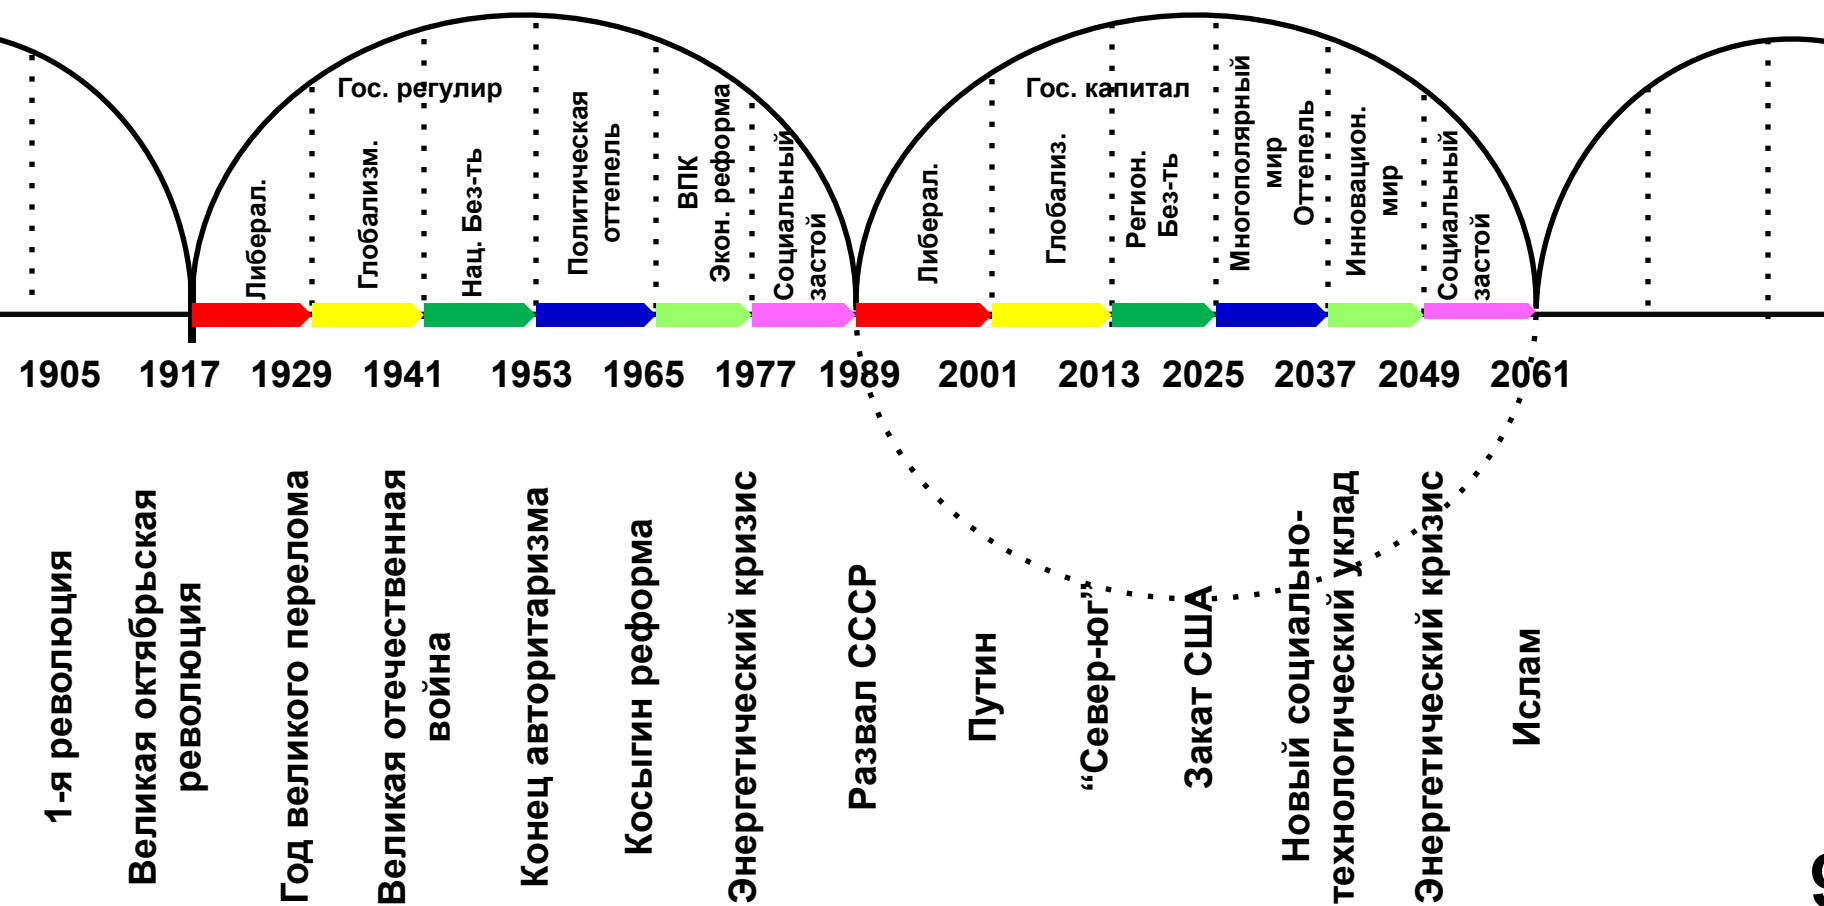 Гос. регулир
Гос. капитал
Либерал.
Глобализм.
Нац. Без-ть
Политическая
оттепель
ВПК
Экон. реформа
Социальный
застой
Либерал.
Глобализ.
Регион.
Без-ть
Многополярный
мир
Оттепель
Инновацион.
мир
Социальный
застой
1905 1917 1929 1941 1953 1965 1977 1989 2001 2013 2025 2037 2049 2061
1-я революция
Великая октябрьская
революция
Год великого перелома
Великая отечественная
война
Конец авторитаризма
Косыгин реформа
Энергетический кризис
Развал СССР
Путин
“Север-юг”
Закат США
Новый социально-
технологический уклад
Энергетический кризис
Ислам